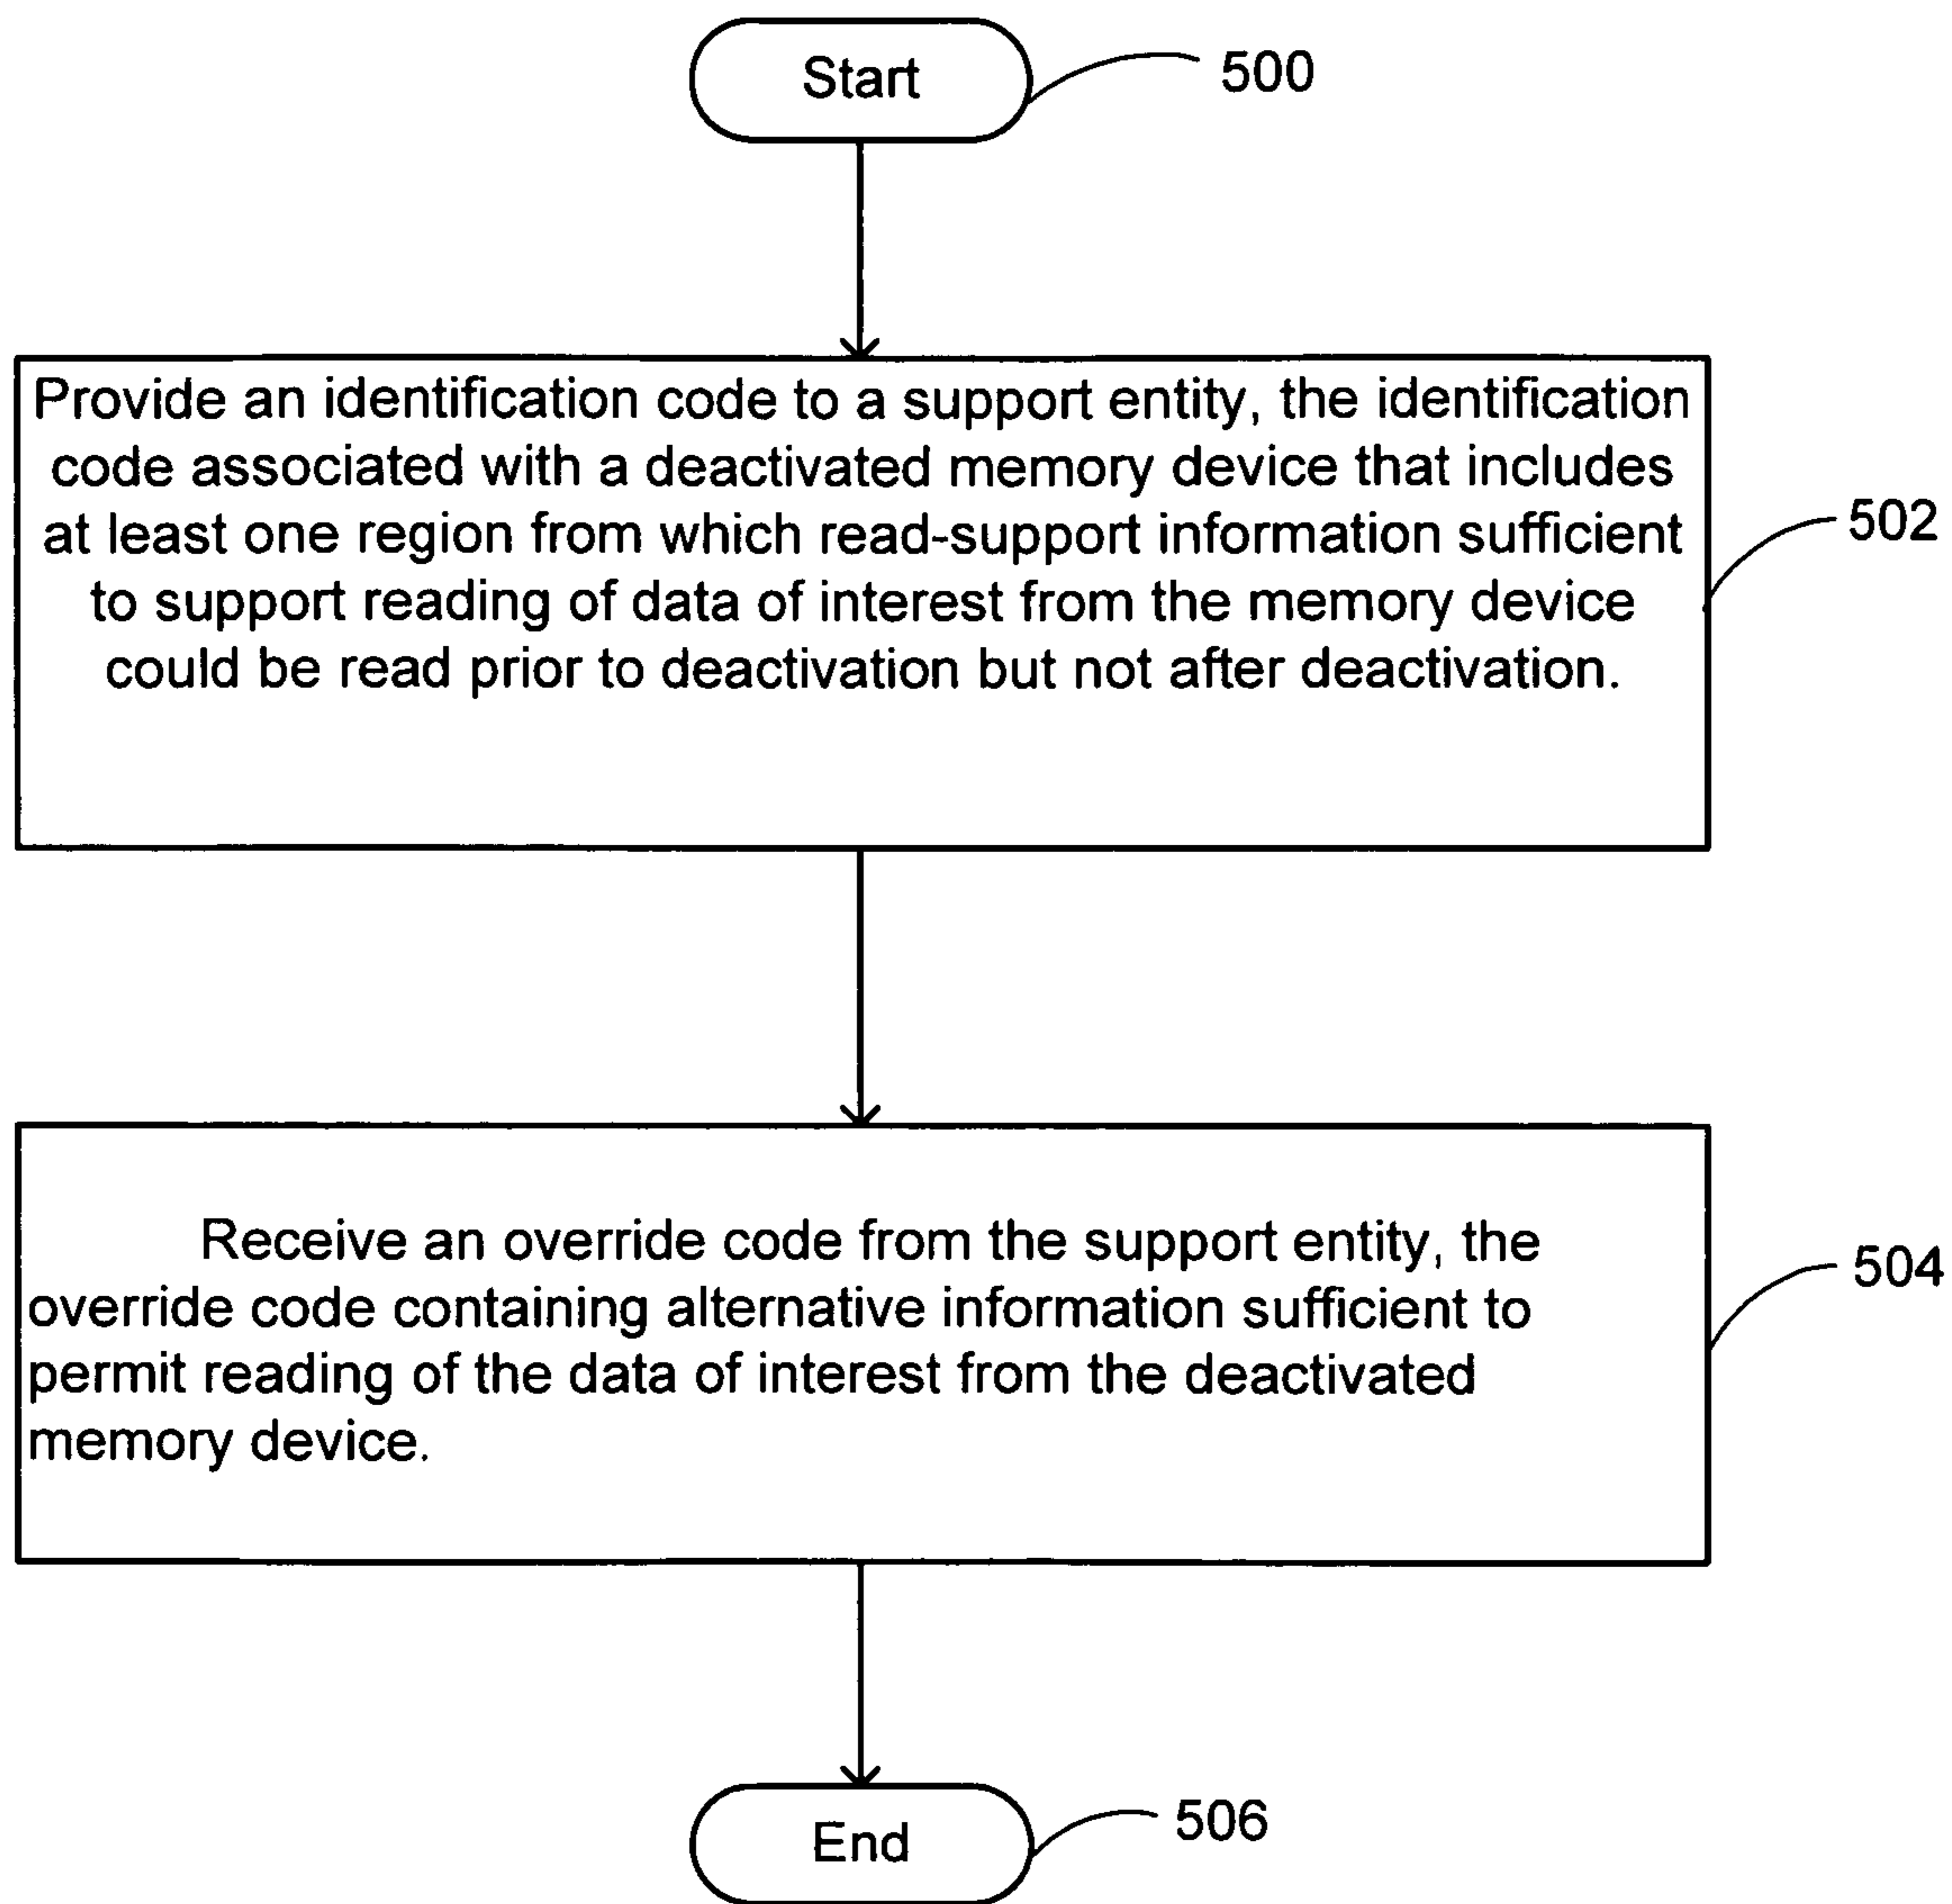 Start
500
Provide an identification code to a support entity, the identification
code associated with a deactivated memory device that includes
at least one region from which read-support information sufficient
to support reading of data of interest from the memory device
could be read prior to deactivation but not after deactivation.
502
Receive an override code from the support entity, the
override code containing alternative information sufficient to
permit reading of the data of interest from the deactivated
memory device.
504
End
506